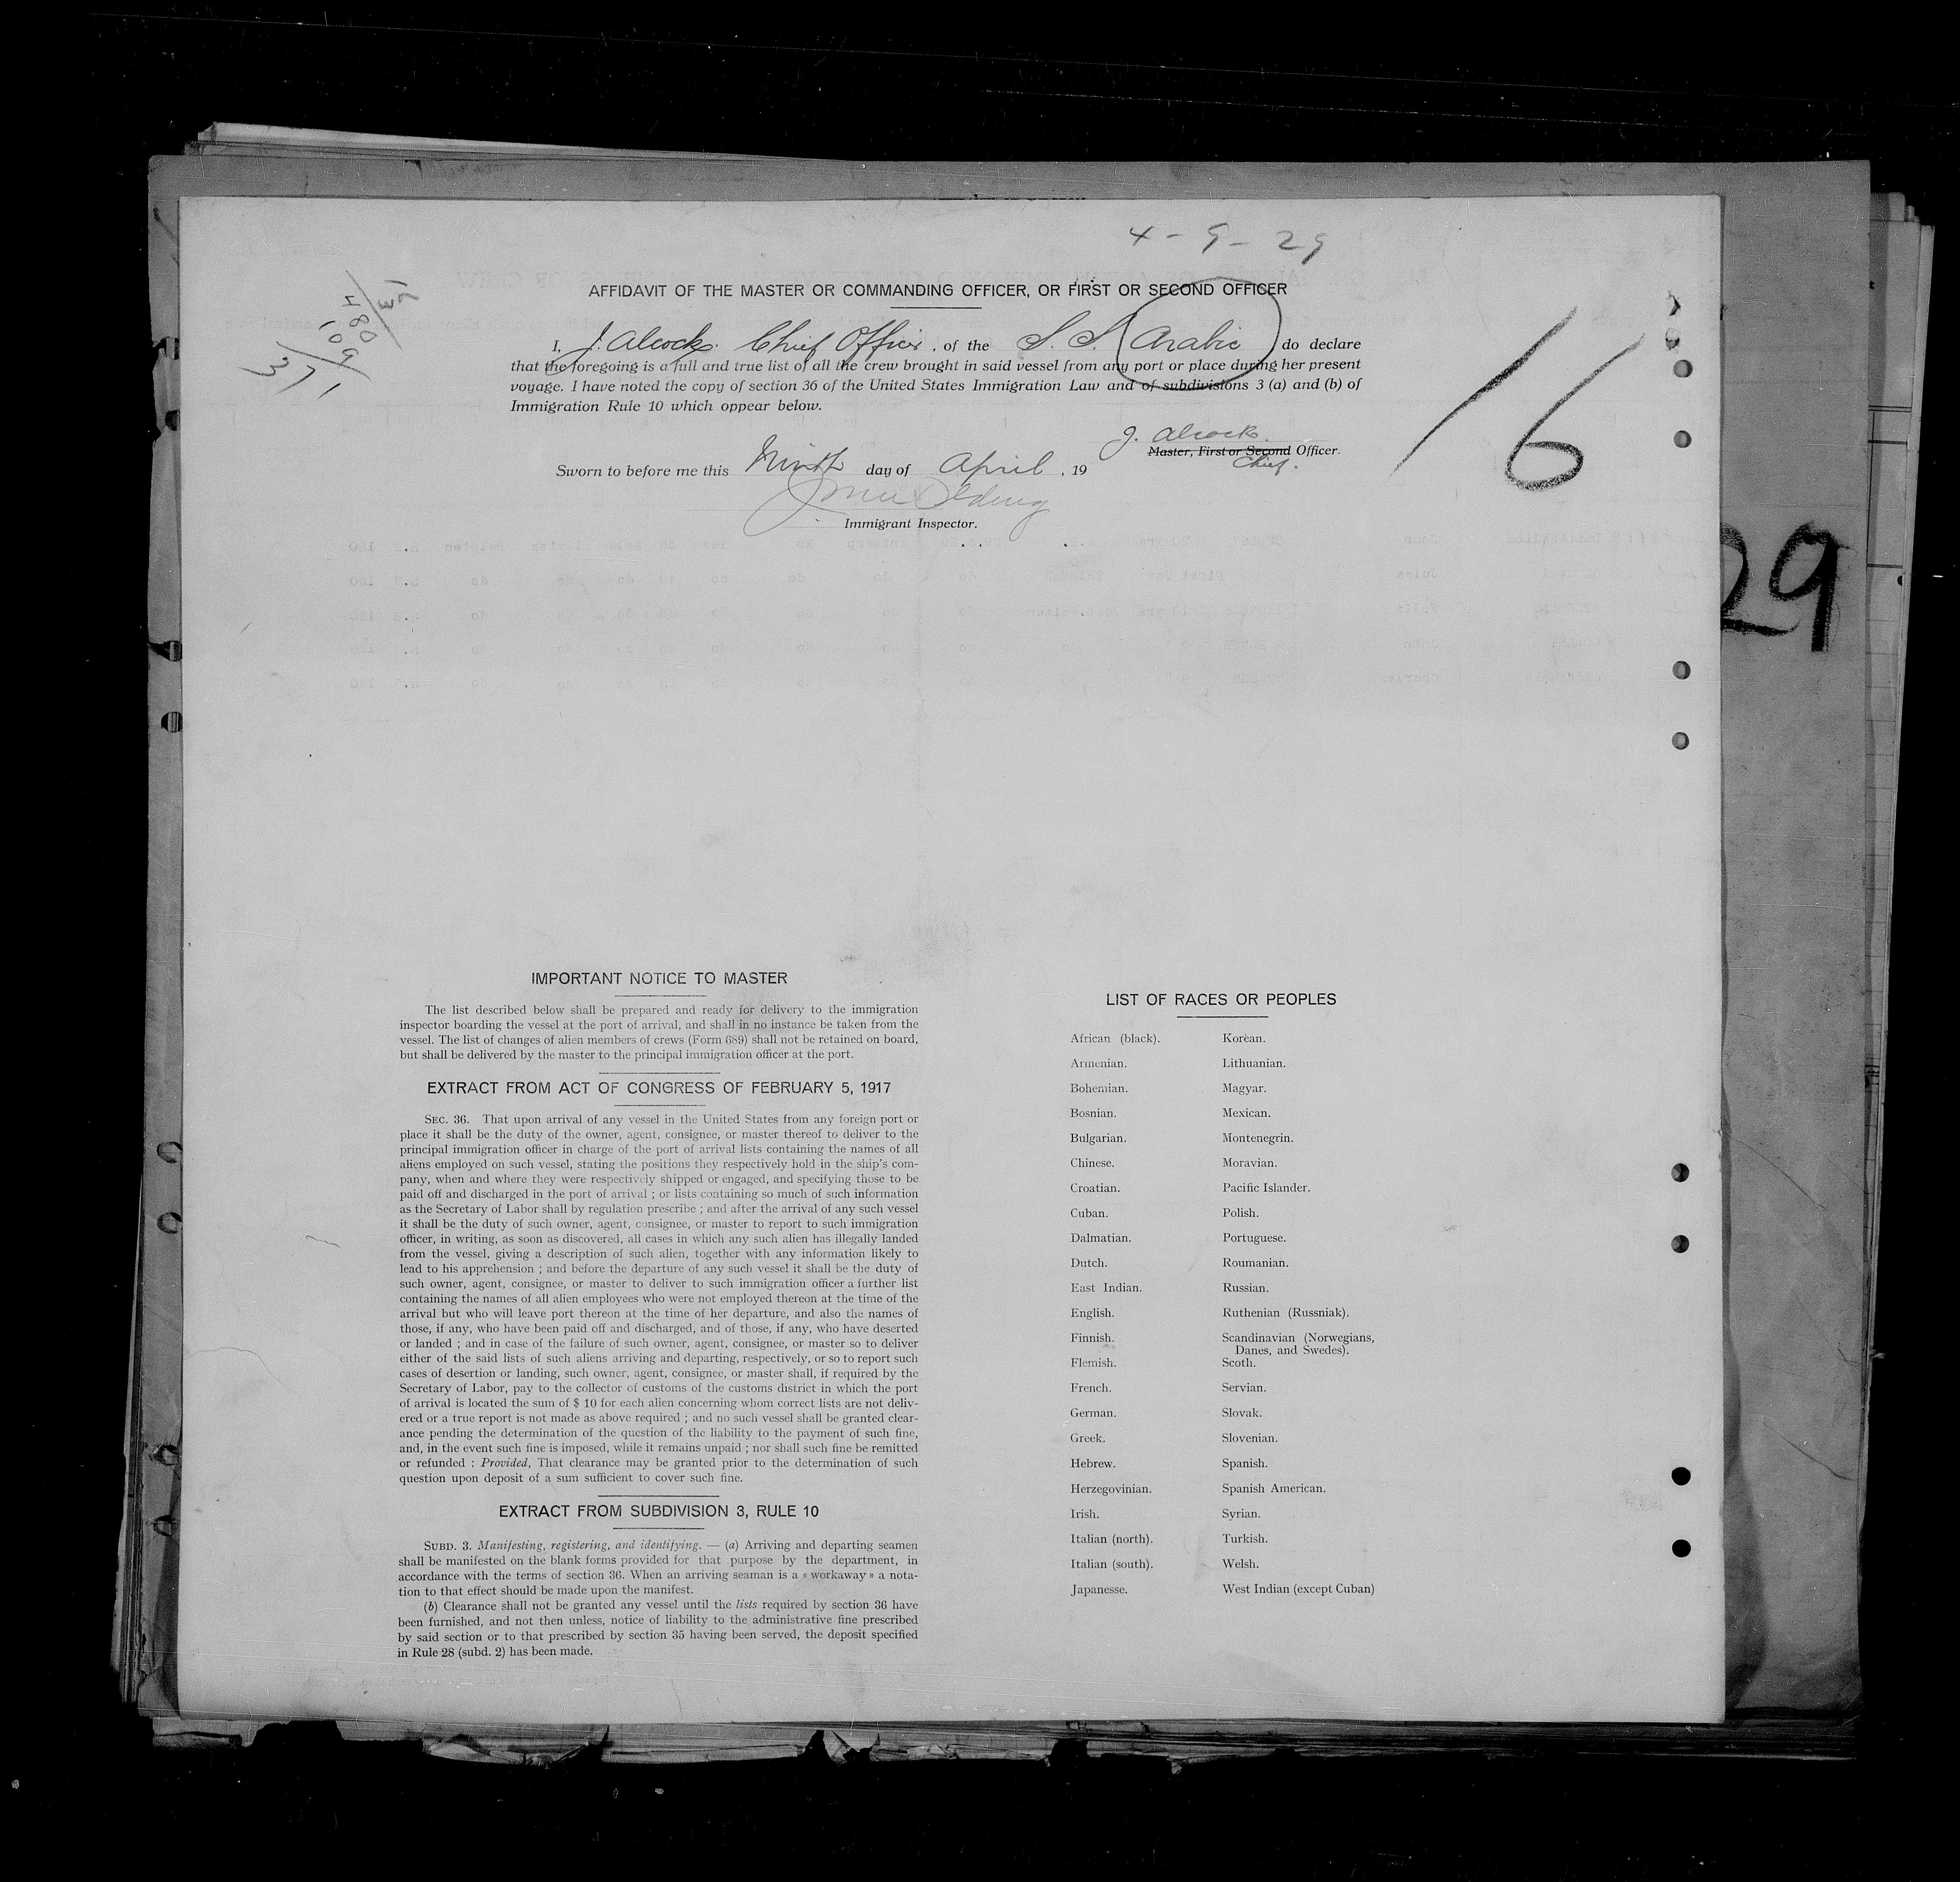 4 - 9 - 29
AFFIDAVIT OF THE MASTER OR COMMANDING OFFICER, OR FIRST OR SECOND OFFICER
I, J. Alcock. Chief Officer, of the S. S. Arabic do declare
that the foregoing is a full and true list of all the crew brought in said vessel from any port or place during her present
voyage. I have noted the copy of section 36 of the United States Immigration Law and of subdivisions 3 (a) and (b) of
Immigration Rule 10 which oppear below.
J. Alcock.
Master, First or Second Officer.
Chief.
Sworn to before me this Ninth day of April, 19
Immigrant Inspector.
16
29
480
109
371
IMPORTANT NOTICE TO MASTER
The list described below shall be prepared and ready for delivery to the immigration
inspector boarding the vessel at the port of arrival, and shall in no instance be taken from the
vessel. The list of changes of alien members of crews (Form 689) shall not be retained on board,
but shall be delivered by the master to the principal immigration officer at the port.
EXTRACT FROM ACT OF CONGRESS OF FEBRUARY 5, 1917
SEC. 36. That upon arrival of any vessel in the United States from any foreign port or
place it shall be the duty of the owner, agent, consignee, or master thereof to deliver to the
principal immigration officer in charge of the port of arrival lists containing the names of all
aliens employed on such vessel, stating the positions they respectively hold in the ship's com-
pany, when and where they were respectively shipped or engaged, and specifying those to be
paid off and discharged in the port of arrival ; or lists containing so much of such information
as the Secretary of Labor shall by regulation prescribe ; and after the arrival of any such vessel
it shall be the duty of such owner, agent, consignee, or master to report to such immigration
officer, in writing, as soon as discovered, all cases in which any such alien has illegally landed
from the vessel, giving a description of such alien, together with any information likely to
lead to his apprehension ; and before the departure of any such vessel it shall be the duty of
such owner, agent, consignee, or master to deliver to such immigration officer a further list
containing the names of all alien employees who were not employed thereon at the time of the
arrival but who will leave port thereon at the time of her departure, and also the names of
those, if any, who have been paid off and discharged, and of those, if any, who have deserted
or landed ; and in case of the failure of such owner, agent, consignee, or master so to deliver
either of the said lists of such aliens arriving and departing, respectively, or so to report such
cases of desertion or landing, such owner, agent, consignee, or master shall, if required by the
Secretary of Labor, pay to the collector of customs of the customs district in which the port
of arrival is located the sum of $ 10 for each alien concerning whom correct lists are not deliv-
ered or a true report is not made as above required ; and no such vessel shall be granted clear-
ance pending the determination of the question of the liability to the payment of such fine,
and, in the event such fine is imposed, while it remains unpaid ; nor shall such fine be remitted
or refunded : Provided, That clearance may be granted prior to the determination of such
question upon deposit of a sum sufficient to cover such fine.
EXTRACT FROM SUBDIVISION 3, RULE 10
SUBD. 3. Manifesting, registering, and identifying. — (a) Arriving and departing seamen
shall be manifested on the blank forms provided for that purpose by the department, in
accordance with the terms of section 36. When an arriving seaman is a « workaway » a nota-
tion to that effect should be made upon the manifest.
(b) Clearance shall not be granted any vessel until the lists required by section 36 have
been furnished, and not then unless, notice of liability to the administrative fine prescribed
by said section or to that prescribed by section 35 having been served, the deposit specified
in Rule 28 (subd. 2) has been made.
LIST OF RACES OR PEOPLES
African (black). Korean.
Armenian. Lithuanian.
Bohemian. Magyar.
Bosnian. Mexican.
Bulgarian. Montenegrin.
Chinese. Moravian.
Croatian. Pacific Islander.
Cuban. Polish.
Dalmatian. Portuguese.
Dutch. Roumanian.
East Indian. Russian.
English. Ruthenian (Russniak).
Finnish. Scandinavian (Norwegians,
Danes, and Swedes).
Flemish. Scoth.
French. Servian.
German. Slovak.
Greek. Slovenian.
Hebrew. Spanish.
Herzegovinian. Spanish American.
Irish. Syrian.
Italian (north). Turkish.
Italian (south). Welsh.
Japanesse. West Indian (except Cuban)